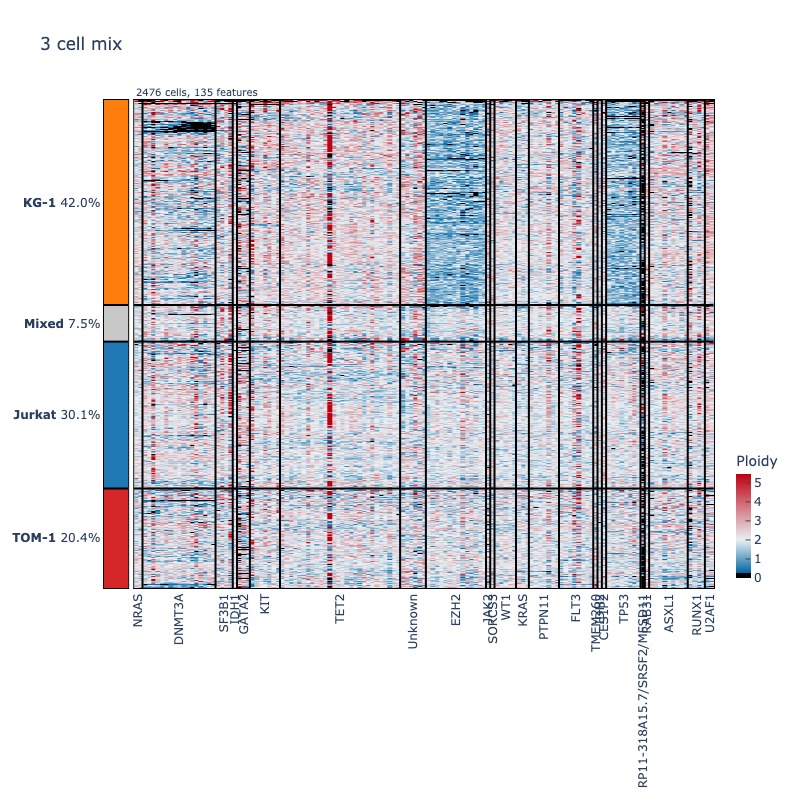 3 cell mix
2476 cells, 135 features
KG-1 42.0%
Mixed 7.5%
Jurkat 30.1%
TOM-1 20.4%
Ploidy
5
4
3
2
1
0
NRAS
DNMT3A
SF3B1
IDH1
GATA2
KIT
TET2
Unknown
EZH2
JAK2
SORCS3
WT1
KRAS
PTPN11
FLT3
TP53
RP11-318A15.7/SRSF2/MFSD11
RAB31
ASXL1
RUNX1
U2AF1